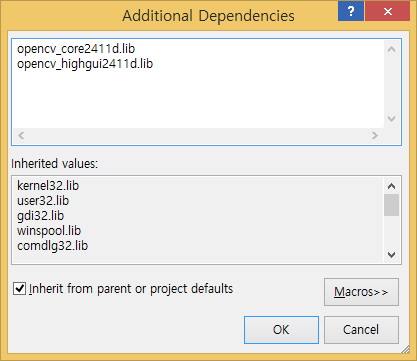 Additional Dependencies
?
opencv_core2411d.lib
opencv_highgui2411d.lib
Inherited values:
kernel32.lib
user32.lib
gdi32.lib
winspool.lib
comdlg32.lib
Inherit from parent or project defaults
Macros>>
OK
Cancel